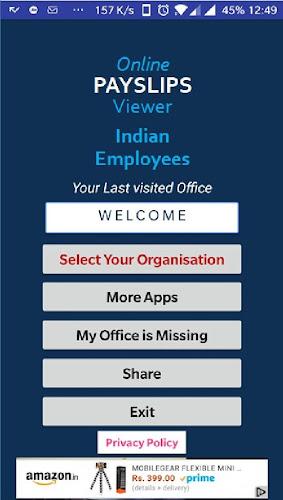 157 K/s 45% 12:49
Online
PAYSLIPS
Viewer
Indian
Employees
Your Last visited Office
WELCOME
Select Your Organisation
More Apps
My Office is Missing
Share
Exit
Privacy Policy
amazon.in
MOBILEGEAR FLEXIBLE MINI ...
Rs. 399.00 prime
(details + delivery)